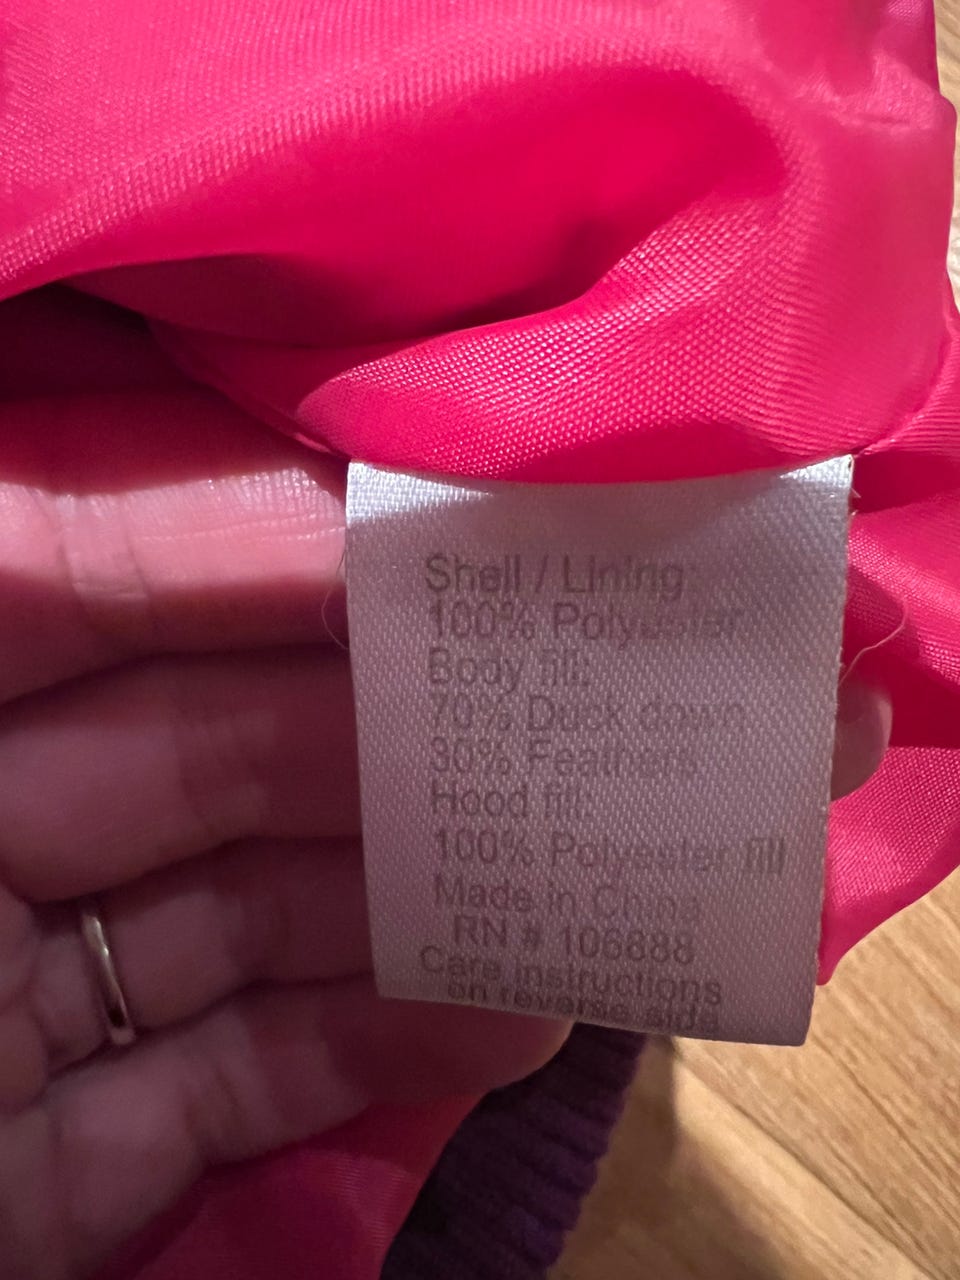 Shell / Lining:
100% Polyester
Body fill:
70% Duck down
30% Feathers
Hood fill:
100% Polyester fill
Made in China
RN # 106888
Care instructions
on reverse side